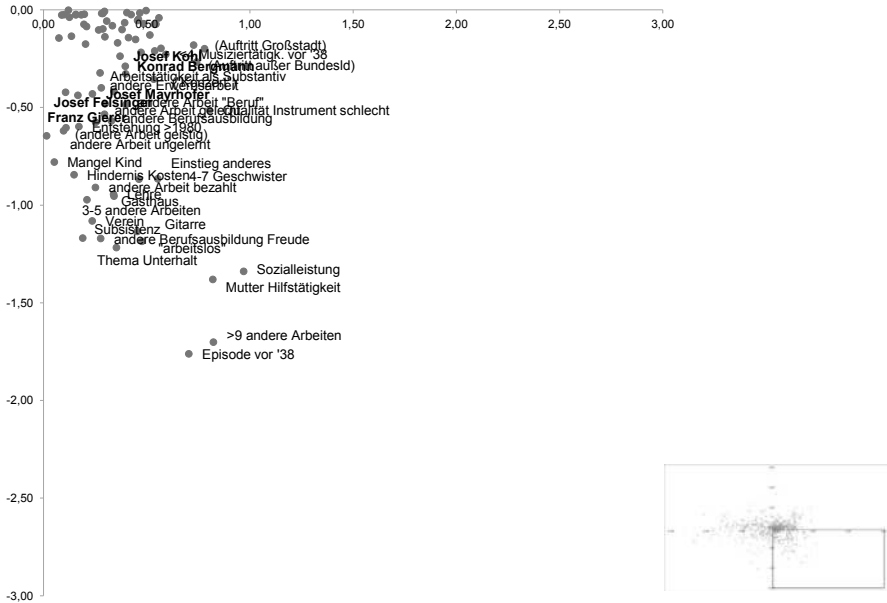 0,00
0,00 0,50 1,00 1,50 2,00 2,50 3,00
(Auftritt Großstadt)
<4 Musiziertätigk. vor '38
Josef Kohl
(Auftritt außer Bundesld)
Konrad Bergmann
Arbeitstätigkeit als Substantiv
andere Erwerbsarbeit
Josef Mayrhofer
Josef Felsinger
andere Arbeit "Beruf"
andere Arbeit gelernt
Qualität Instrument schlecht
-0,50
Franz Gierer
andere Berufsausbildung
Entstehung >1980
(andere Arbeit geistig)
andere Arbeit ungelernt
Mangel Kind
Einstieg anderes
Hindernis Kosten
4-7 Geschwister
andere Arbeit bezahlt
Lehre
Gasthaus
-1,00
3-5 andere Arbeiten
Verein
Gitarre
Subsistenz
andere Berufsausbildung Freude
"arbeitslos"
Thema Unterhalt
Sozialleistung
Mutter Hilfstätigkeit
-1,50
>9 andere Arbeiten
Episode vor '38
-2,00
-2,50
-3,00